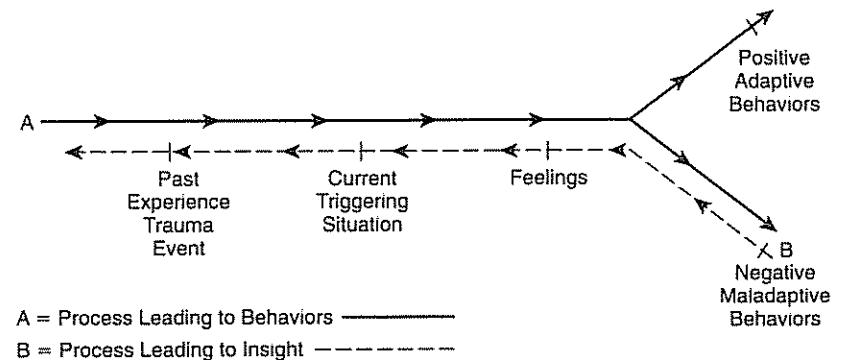 Positive
Adaptive
Behaviors
A
Past
Experience
Trauma
Event
Current
Triggering
Situation
Feelings
B
Negative
Maladaptive
Behaviors
A = Process Leading to Behaviors
B = Process Leading to Insight